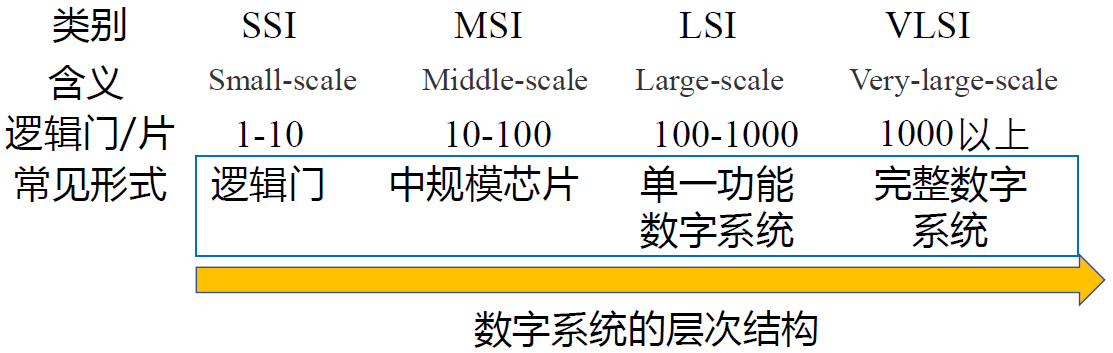 类别 SSI MSI LSI VLSI
含义 Small-scale Middle-scale Large-scale Very-large-scale
逻辑门/片 1-10 10-100 100-1000 1000以上
常见形式 逻辑门 中规模芯片 单一功能 完整数字
数字系统 系统
数字系统的层次结构